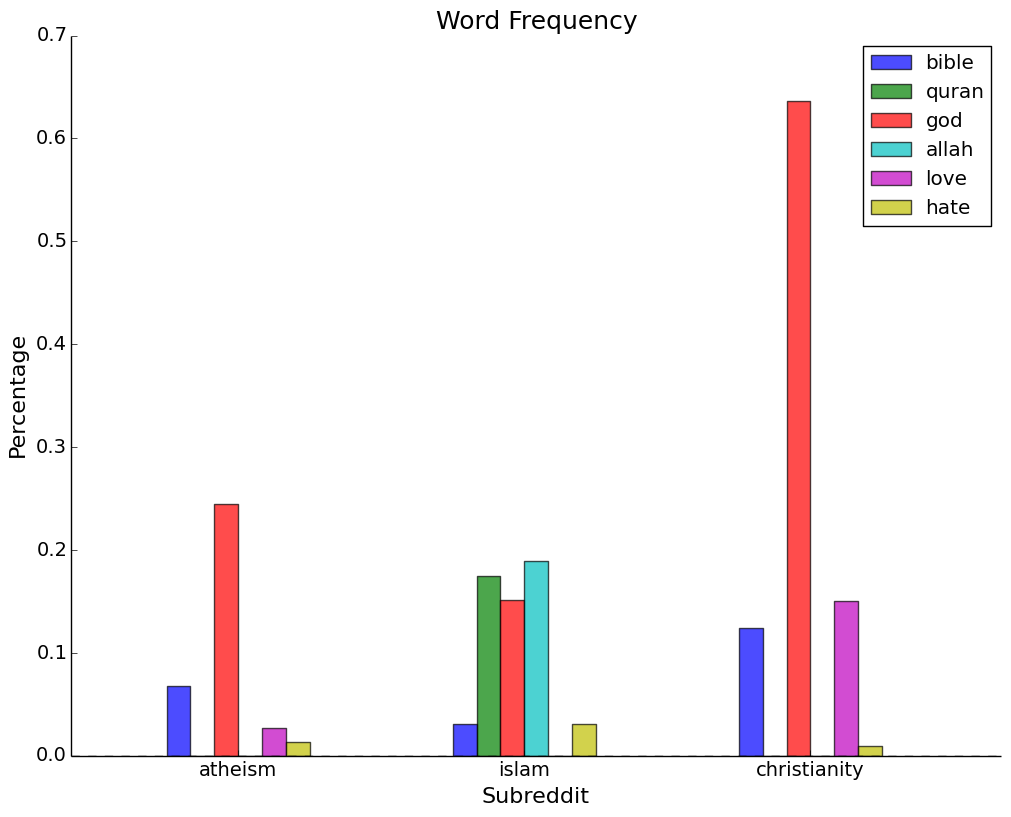 Word Frequency
0.7
0.6
0.5
0.4
0.3
0.2
0.1
0.0
Percentage
bible
quran
god
allah
love
hate
atheism
islam
christianity
Subreddit